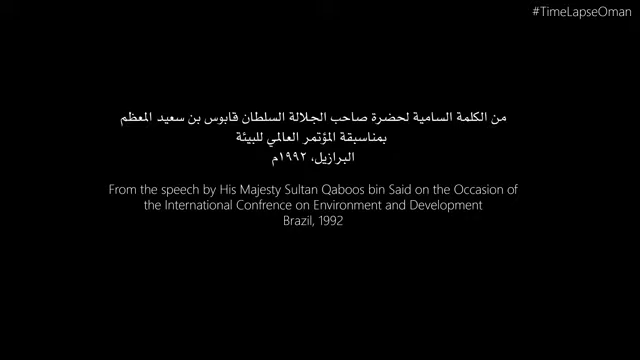 #TimeLapseOman
من الكلمة السامية لحضرة صاحب الجلالة السلطان قابوس بن سعيد المعظم
بمناسبقة المؤتمر العالمي للبيئة
البرازيل، ١٩٩٢م
From the speech by His Majesty Sultan Qaboos bin Said on the Occasion of
the International Confrence on Environment and Development
Brazil, 1992